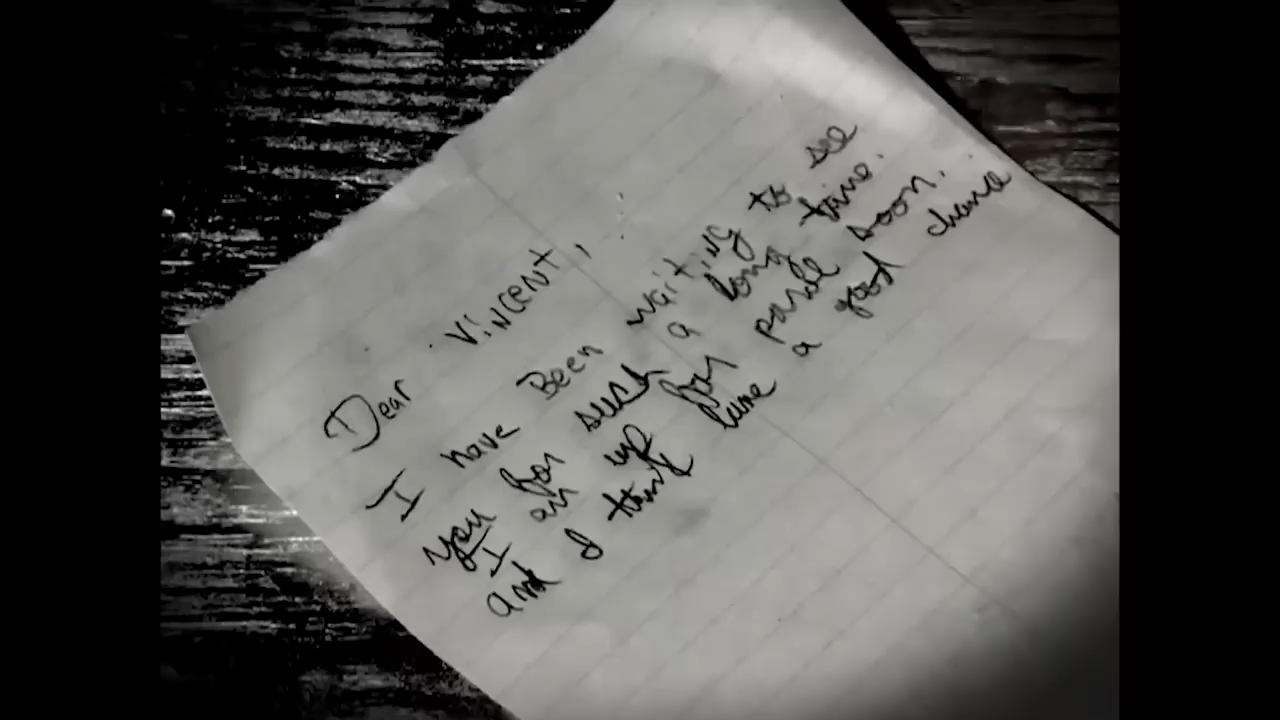 Dear Vincent,
I have Been waiting to see
you for such a long time.
I am up for parole soon.
and I think I have a good chance